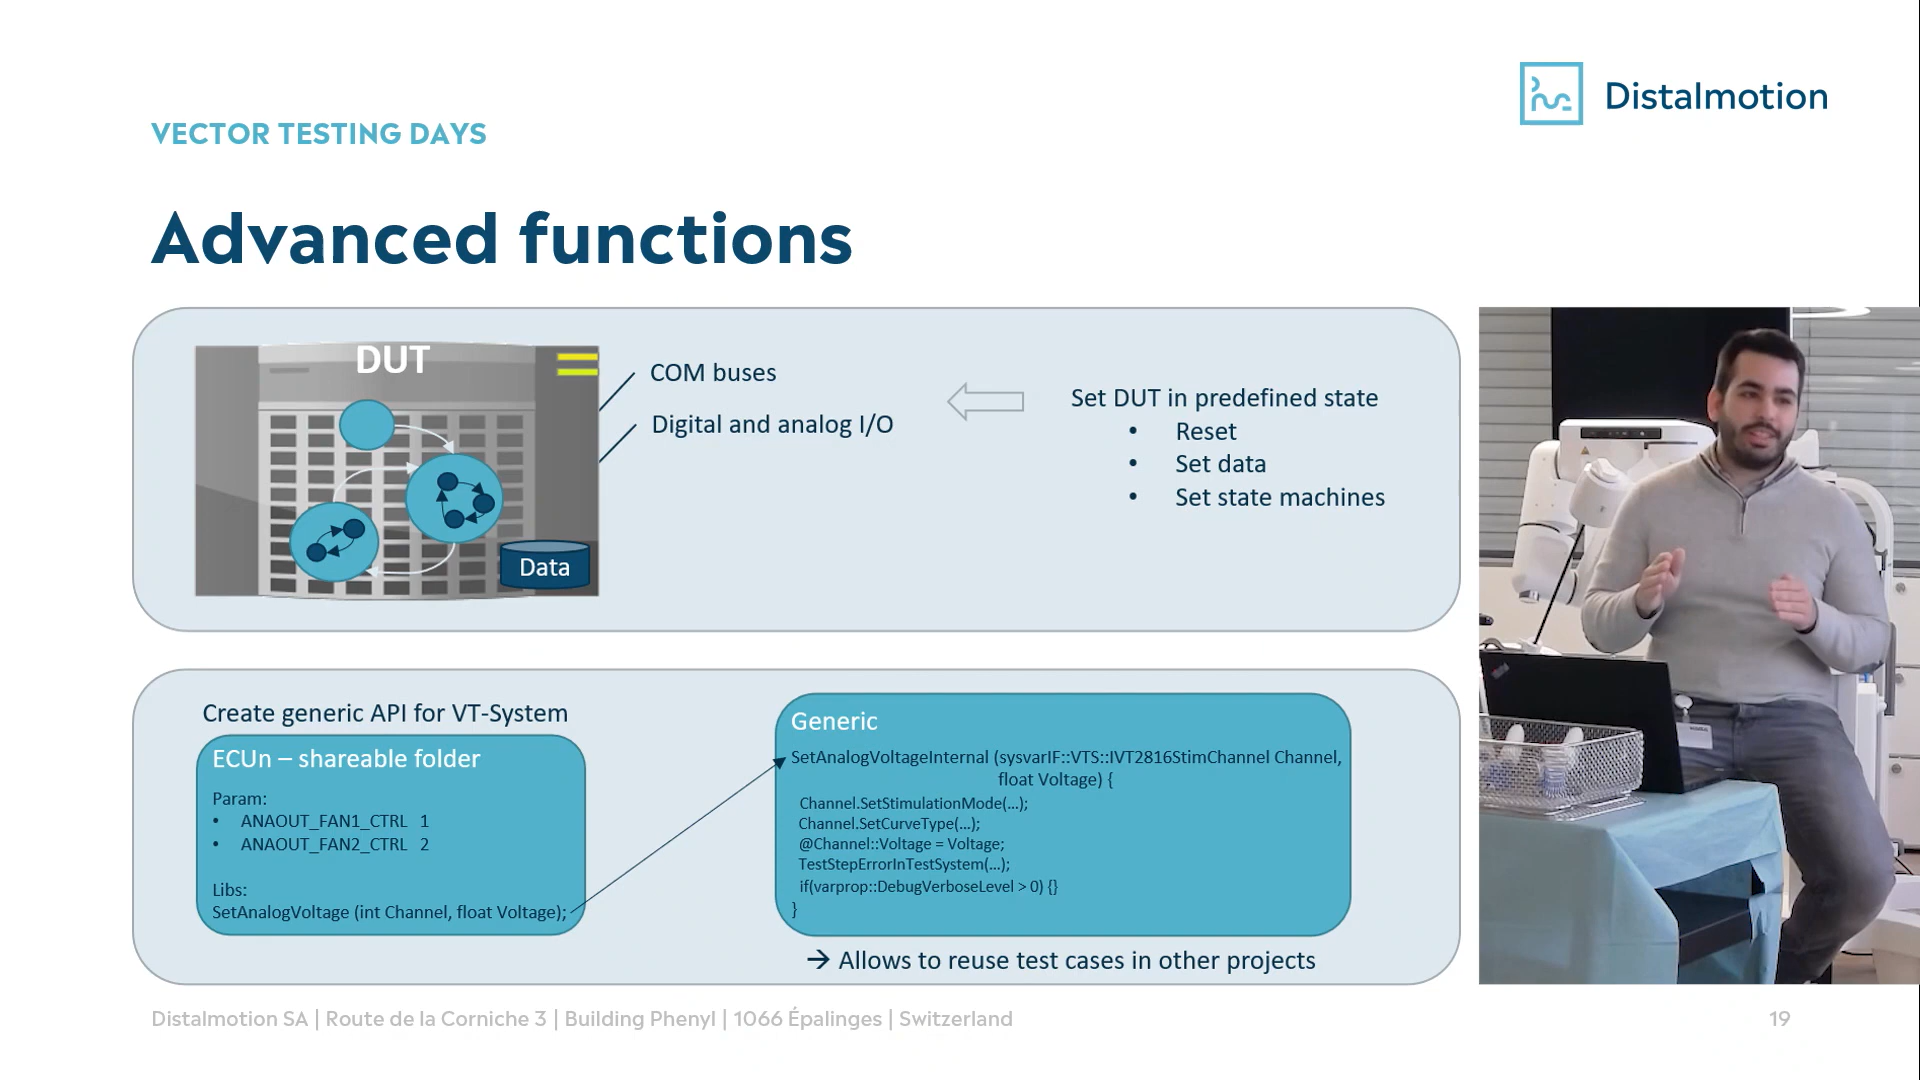 Distalmotion
VECTOR TESTING DAYS
Advanced functions
DUT
Data
COM buses
Digital and analog I/O
Set DUT in predefined state
• Reset
• Set data
• Set state machines
Create generic API for VT-System
ECUn – shareable folder
Param:
• ANAOUT_FAN1_CTRL 1
• ANAOUT_FAN2_CTRL 2
Libs:
SetAnalogVoltage (int Channel, float Voltage);
Generic
SetAnalogVoltageInternal (sysvarIF::VTS::IVT2816StimChannel Channel,
float Voltage) {
Channel.SetStimulationMode(...);
Channel.SetCurveType(...);
@Channel::Voltage = Voltage;
TestStepErrorInTestSystem(...);
if(varprop::DebugVerboseLevel > 0) {}
}
→ Allows to reuse test cases in other projects
Distalmotion SA | Route de la Corniche 3 | Building Phenyl | 1066 Épalinges | Switzerland
19